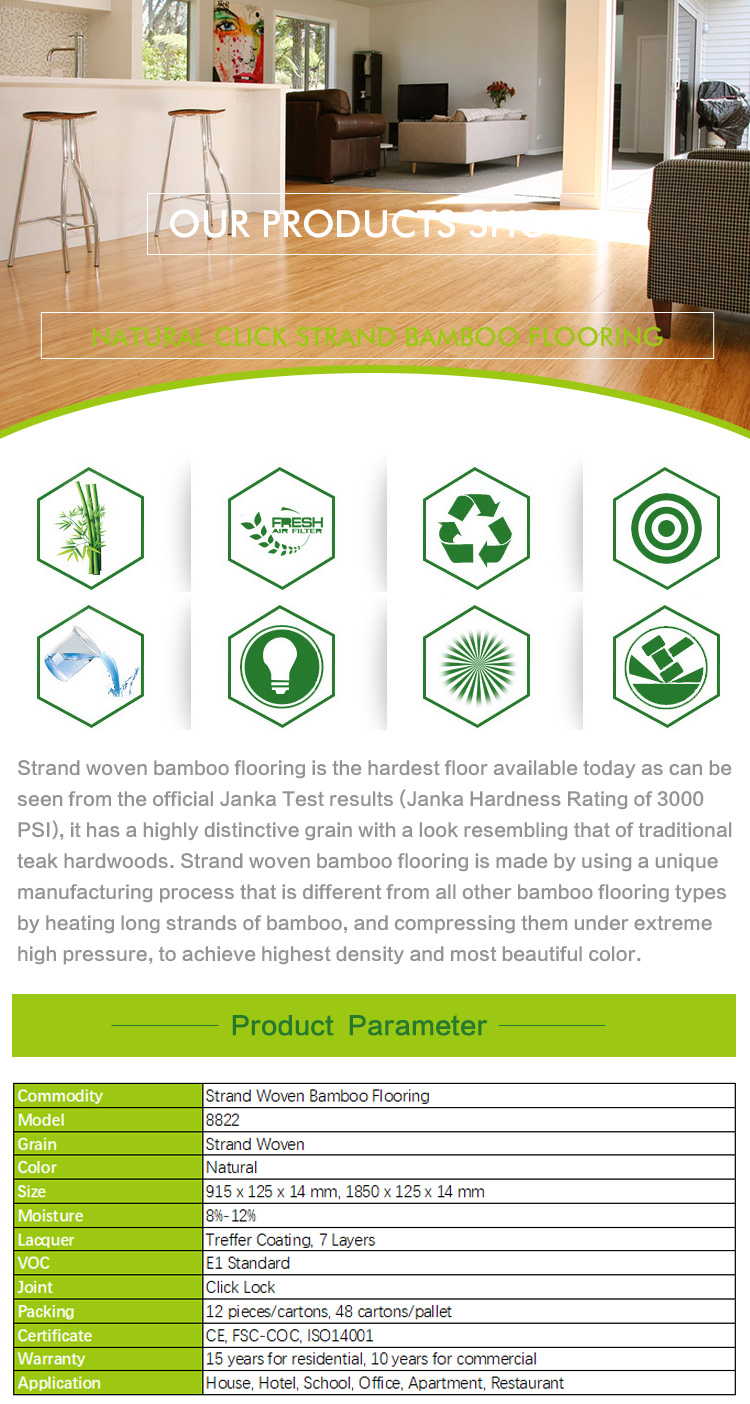 OUR PRODUCTS SHOW
NATURAL CLICK STRAND BAMBOO FLOORING
FRESH
AIR FILTER
Strand woven bamboo flooring is the hardest floor available today as can be
seen from the official Janka Test results (Janka Hardness Rating of 3000
PSI), it has a highly distinctive grain with a look resembling that of traditional
teak hardwoods. Strand woven bamboo flooring is made by using a unique
manufacturing process that is different from all other bamboo flooring types
by heating long strands of bamboo, and compressing them under extreme
high pressure, to achieve highest density and most beautiful color.
Product Parameter
Commodity Strand Woven Bamboo Flooring
Model 8822
Grain Strand Woven
Color Natural
Size 915 x 125 x 14 mm, 1850 x 125 x 14 mm
Moisture 8%-12%
Lacquer Treffer Coating, 7 Layers
VOC E1 Standard
Joint Click Lock
Packing 12 pieces/cartons, 48 cartons/pallet
Certificate CE, FSC-COC, ISO14001
Warranty 15 years for residential, 10 years for commercial
Application House, Hotel, School, Office, Apartment, Restaurant